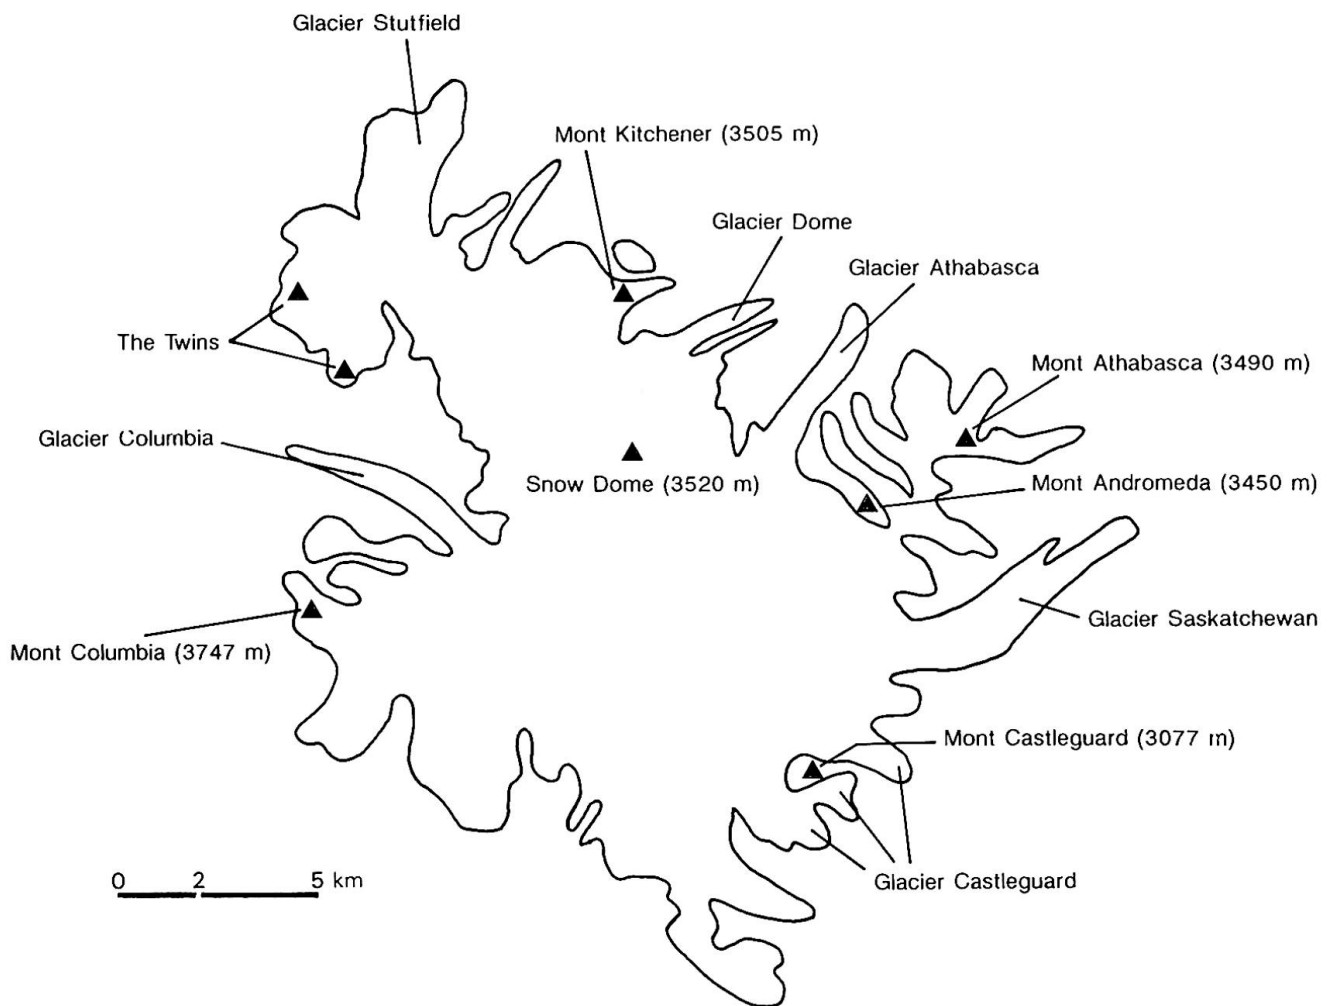 Glacier Stutfield
Mont Kitchener (3505 m)
Glacier Dome
Glacier Athabasca
The Twins
Mont Athabasca (3490 m)
Glacier Columbia
Snow Dome (3520 m)
Mont Andromeda (3450 m)
Glacier Saskatchewan
Mont Columbia (3747 m)
Mont Castleguard (3077 m)
0 2 5 km
Glacier Castleguard